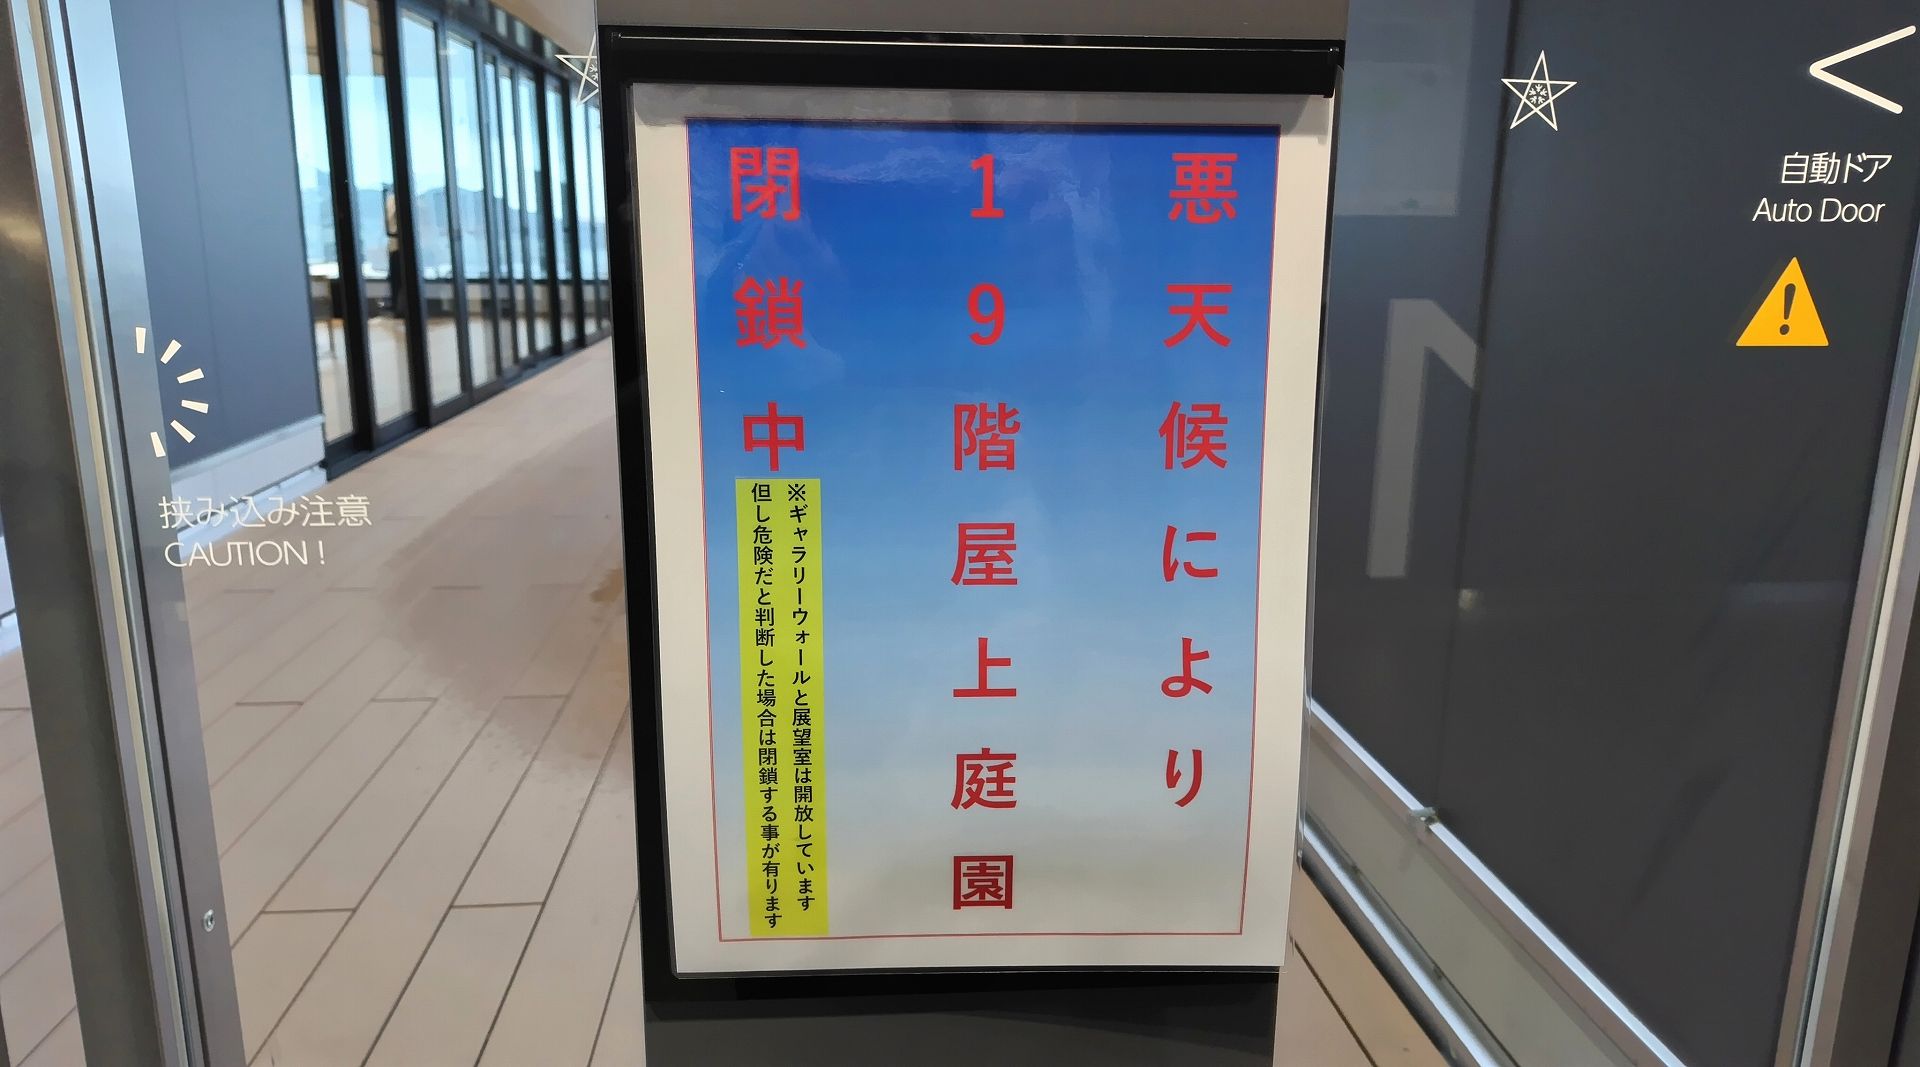 悪天候により
19階屋上庭園
閉鎖中
※ギャラリーウォールと展望室は開放しています
但し危険だと判断した場合は閉鎖する事が有ります
挟み込み注意
CAUTION!
自動ドア
Auto Door